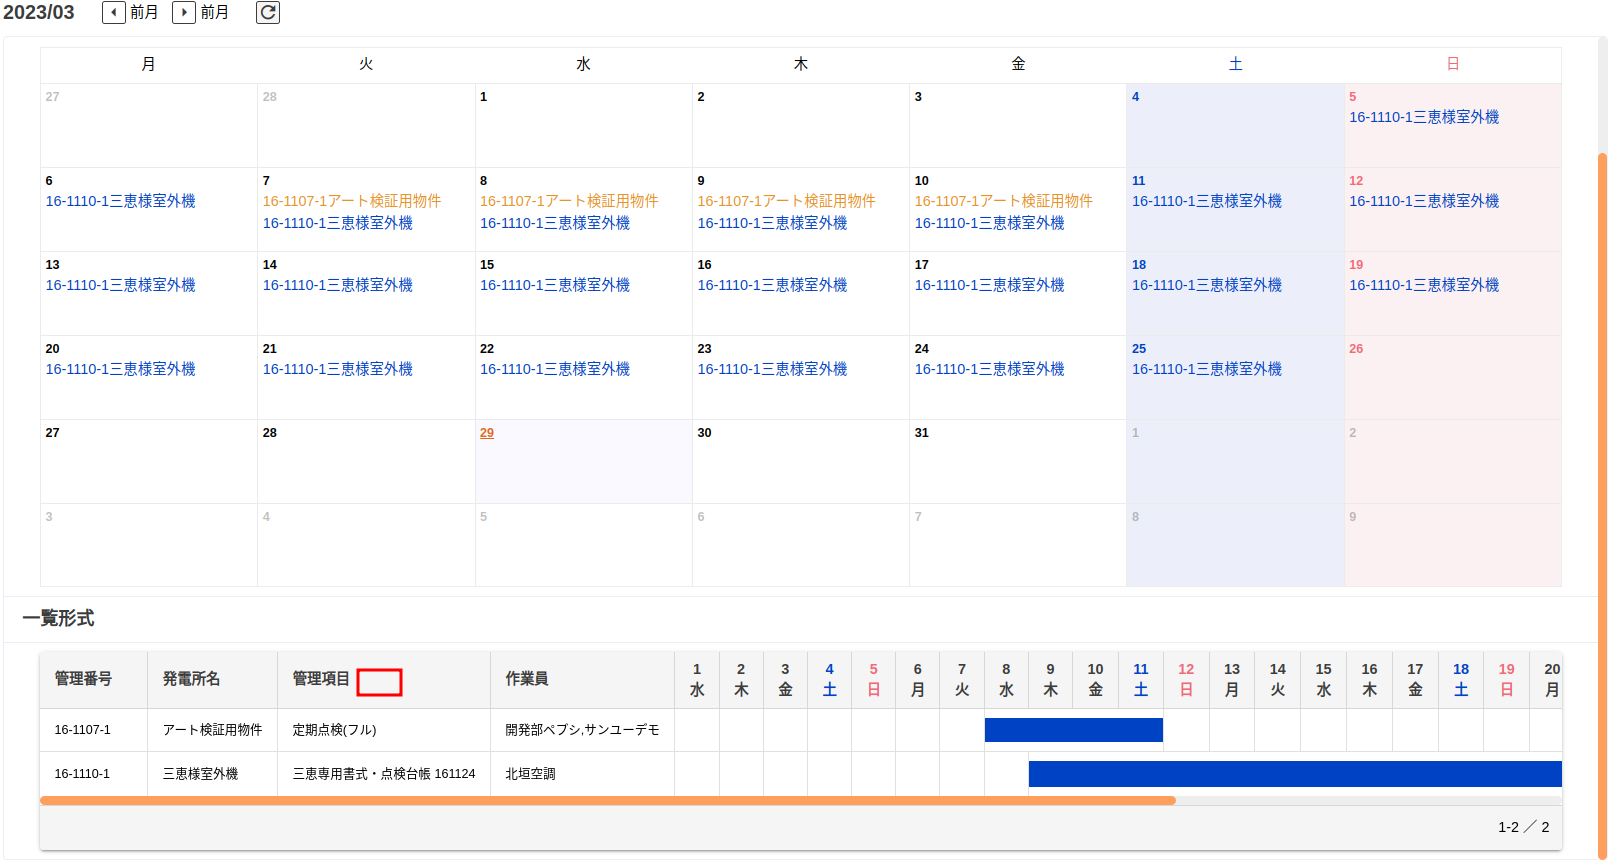 2023/03 前月 前月
月 火 水 木 金 土 日
27 28 1 2 3 4 5
16-1110-1三恵様室外機
6 7 8 9 10 11 12
16-1110-1三恵様室外機 16-1107-1アート検証用物件 16-1107-1アート検証用物件 16-1107-1アート検証用物件 16-1107-1アート検証用物件 16-1110-1三恵様室外機 16-1110-1三恵様室外機
16-1110-1三恵様室外機 16-1110-1三恵様室外機 16-1110-1三恵様室外機 16-1110-1三恵様室外機
13 14 15 16 17 18 19
16-1110-1三恵様室外機 16-1110-1三恵様室外機 16-1110-1三恵様室外機 16-1110-1三恵様室外機 16-1110-1三恵様室外機 16-1110-1三恵様室外機 16-1110-1三恵様室外機
20 21 22 23 24 25 26
16-1110-1三恵様室外機 16-1110-1三恵様室外機 16-1110-1三恵様室外機 16-1110-1三恵様室外機 16-1110-1三恵様室外機 16-1110-1三恵様室外機
27 28 29 30 31 1 2
3 4 5 6 7 8 9
一覧形式
管理番号 発電所名 管理項目 作業員 1 2 3 4 5 6 7 8 9 10 11 12 13 14 15 16 17 18 19 20
水 木 金 土 日 月 火 水 木 金 土 日 月 火 水 木 金 土 日 月
16-1107-1 アート検証用物件 定期点検(フル) 開発部ペプシ,サンユーデモ
16-1110-1 三恵様室外機 三恵専用書式・点検台帳 161124 北垣空調
1-2 ／ 2